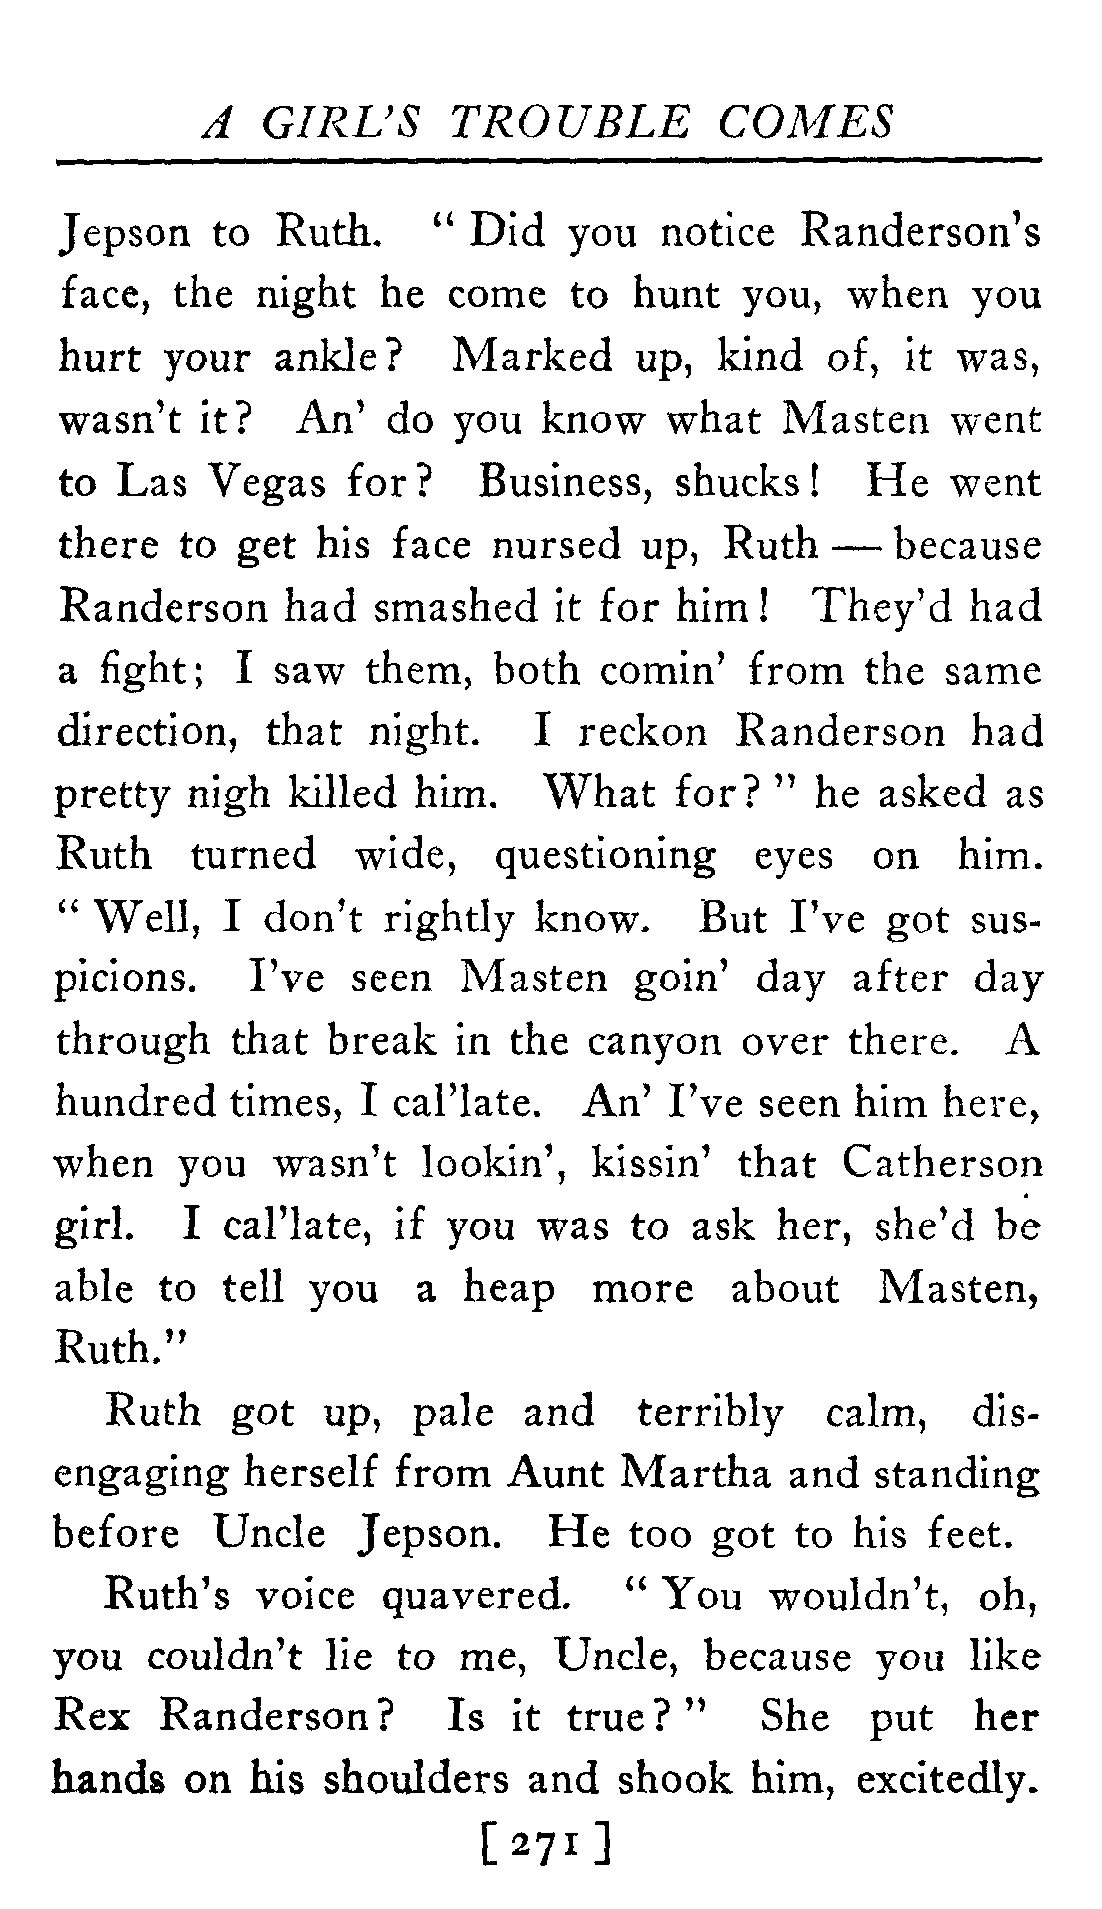 A GIRL'S TROUBLE COMES
Jepson to Ruth. " Did you notice Randerson's
face, the night he come to hunt you, when you
hurt your ankle? Marked up, kind of, it was,
wasn't it? An' do you know what Masten went
to Las Vegas for? Business, shucks! He went
there to get his face nursed up, Ruth — because
Randerson had smashed it for him! They'd had
a fight; I saw them, both comin' from the same
direction, that night. I reckon Randerson had
pretty nigh killed him. What for? " he asked as
Ruth turned wide, questioning eyes on him.
" Well, I don't rightly know. But I've got sus-
picions. I've seen Masten goin' day after day
through that break in the canyon over there. A
hundred times, I cal'late. An' I've seen him here,
when you wasn't lookin', kissin' that Catherson
girl. I cal'late, if you was to ask her, she'd be
able to tell you a heap more about Masten,
Ruth."
Ruth got up, pale and terribly calm, dis-
engaging herself from Aunt Martha and standing
before Uncle Jepson. He too got to his feet.
Ruth's voice quavered. " You wouldn't, oh,
you couldn't lie to me, Uncle, because you like
Rex Randerson? Is it true? " She put her
hands on his shoulders and shook him, excitedly.
[ 271 ]